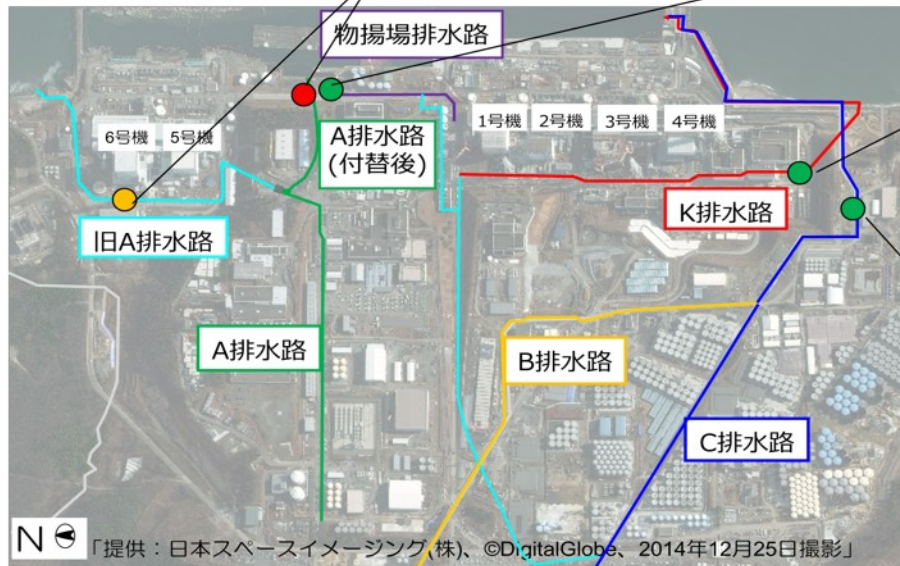 物揚場排水路
A排水路
(付替後)
1号機
2号機
3号機
4号機
6号機
5号機
K排水路
旧A排水路
A排水路
B排水路
C排水路
N
「提供：日本スペースイメージング(株)、©DigitalGlobe、2014年12月25日撮影」